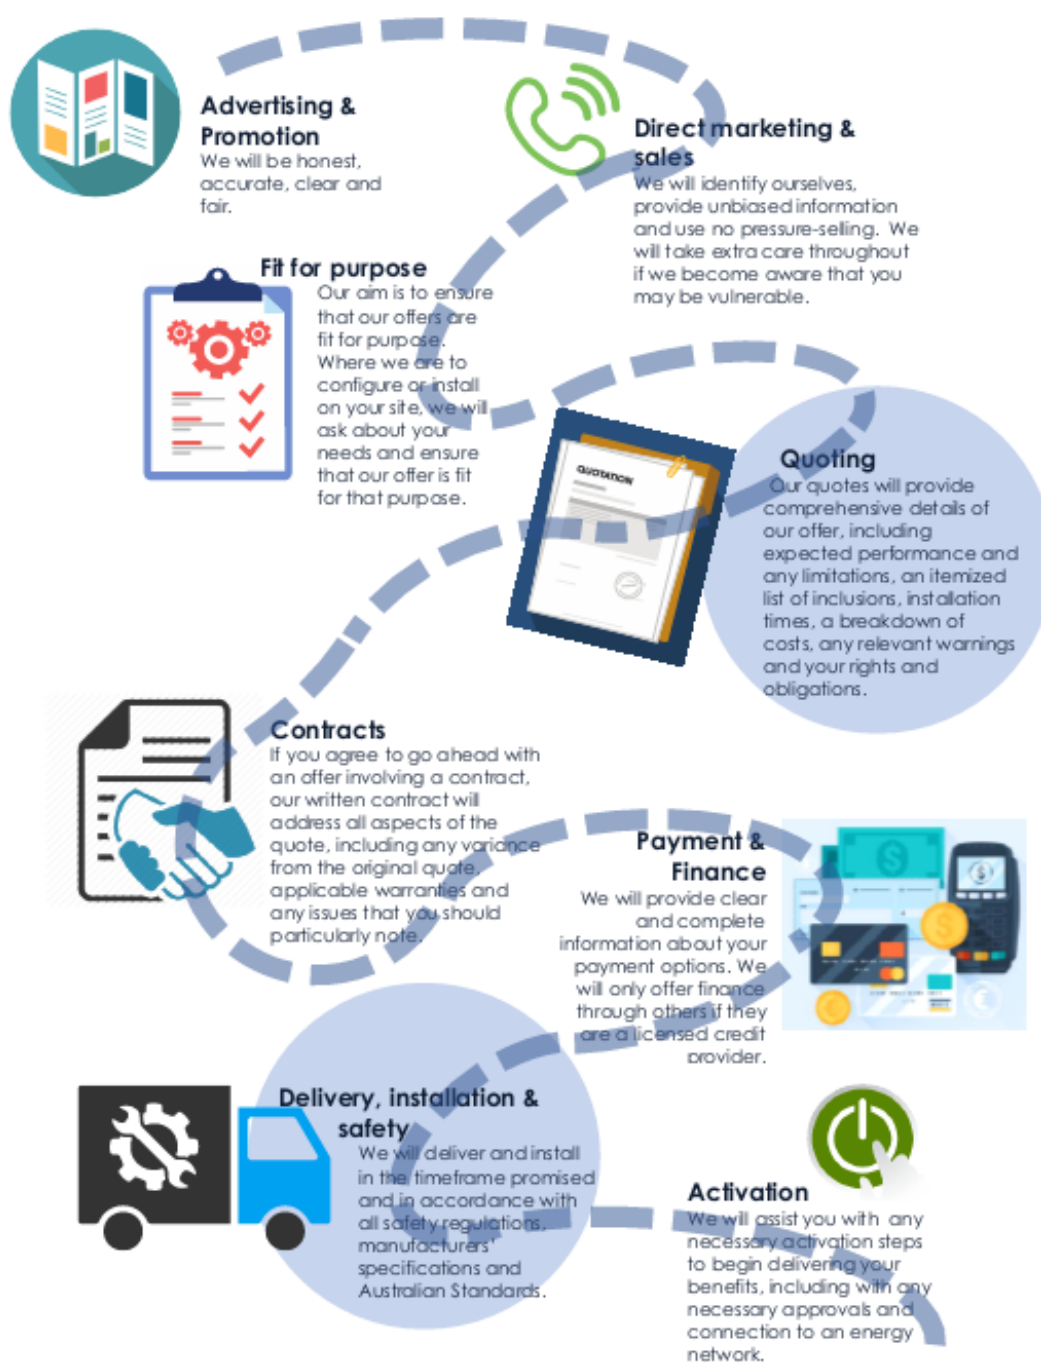 Advertising &
Promotion
We will be honest,
accurate, clear and
fair.
Direct marketing &
sales
We will identify ourselves,
provide unbiased information
and use no pressure-selling. We
will take extra care throughout
if we become aware that you
may be vulnerable.
Fit for purpose
Our aim is to ensure
that our offers are
fit for purpose.
Where we are to
configure or install
on your site, we will
ask about your
needs and ensure
that our offer is fit
for that purpose.
QUOTATION
Quoting
Our quotes will provide
comprehensive details of
our offer, including
expected performance and
any limitations, an itemized
list of inclusions, installation
times, a breakdown of
costs, any relevant warnings
and your rights and
obligations.
Contracts
If you agree to go ahead with
an offer involving a contract,
our written contract will
address all aspects of the
quote, including any variance
from the original quote,
applicable warranties and
any issues that you should
particularly note.
Payment &
Finance
We will provide clear
and complete
information about your
payment options. We
will only offer finance
through others if they
are a licensed credit
provider.
Delivery, installation &
safety
We will deliver and install
in the timeframe promised
and in accordance with
all safety regulations,
manufacturers'
specifications and
Australian Standards.
Activation
We will assist you with any
necessary activation steps
to begin delivering your
benefits, including with any
necessary approvals and
connection to an energy
network.